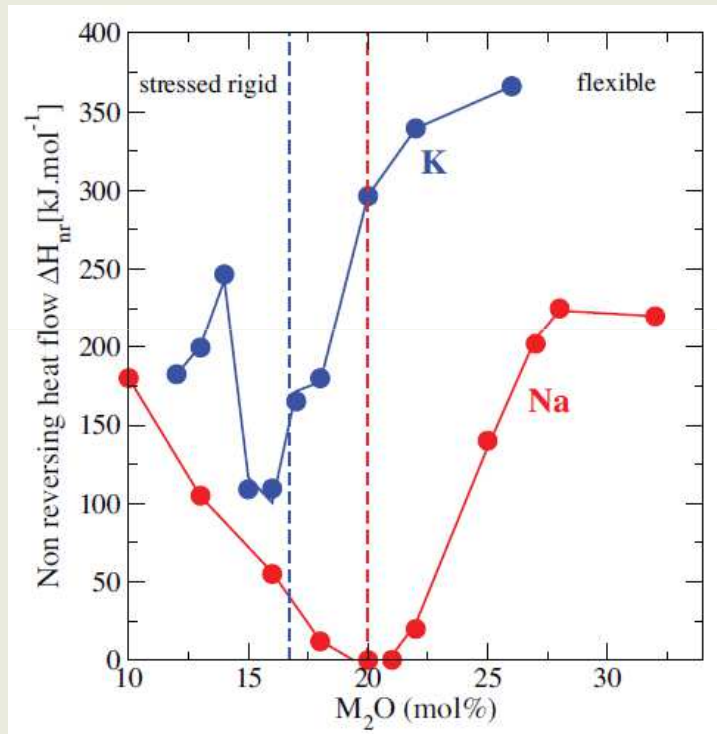 400
350
300
250
200
150
100
50
0
Non reversing heat flow ΔH_nr[kJ.mol⁻¹]
stressed rigid
flexible
K
Na
10 15 20 25 30
M₂O (mol%)